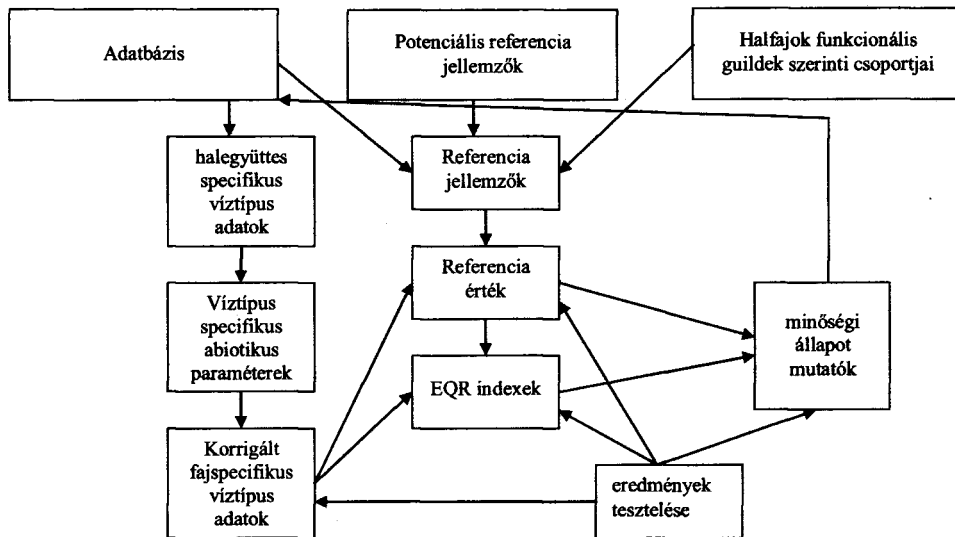 Adatbázis
Potenciális referencia
jellemzők
Halfajok funkcionális
guildek szerinti csoportjai
halegyüttes
specifikus
víztípus
adatok
Referencia
jellemzők
Víztípus
specifikus
abiotikus
paraméterek
Referencia
érték
minőségi
állapot
mutatók
EQR indexek
Korrigált
fajspecifikus
víztípus
adatok
eredmények
tesztelése